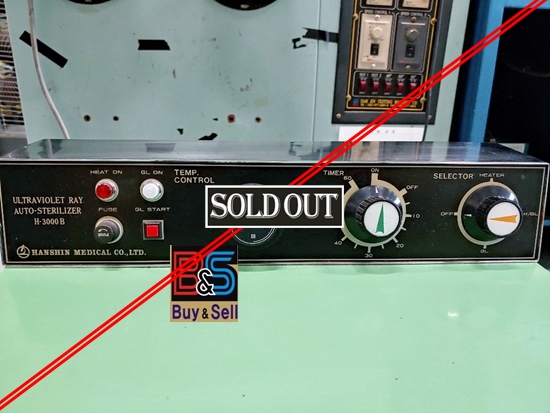 HEAT ON
GL ON
TEMP.
CONTROL
TIMER
60
ON
OFF
10
20
30
40
SELECTOR
HEATER
OFF
H/GL
GL
ULTRAVIOLET RAY
AUTO-STERILIZER
H-3000B
FUSE
GL START
HANSHIN MEDICAL CO., LTD.
SOLD OUT
B&S
Buy & Sell